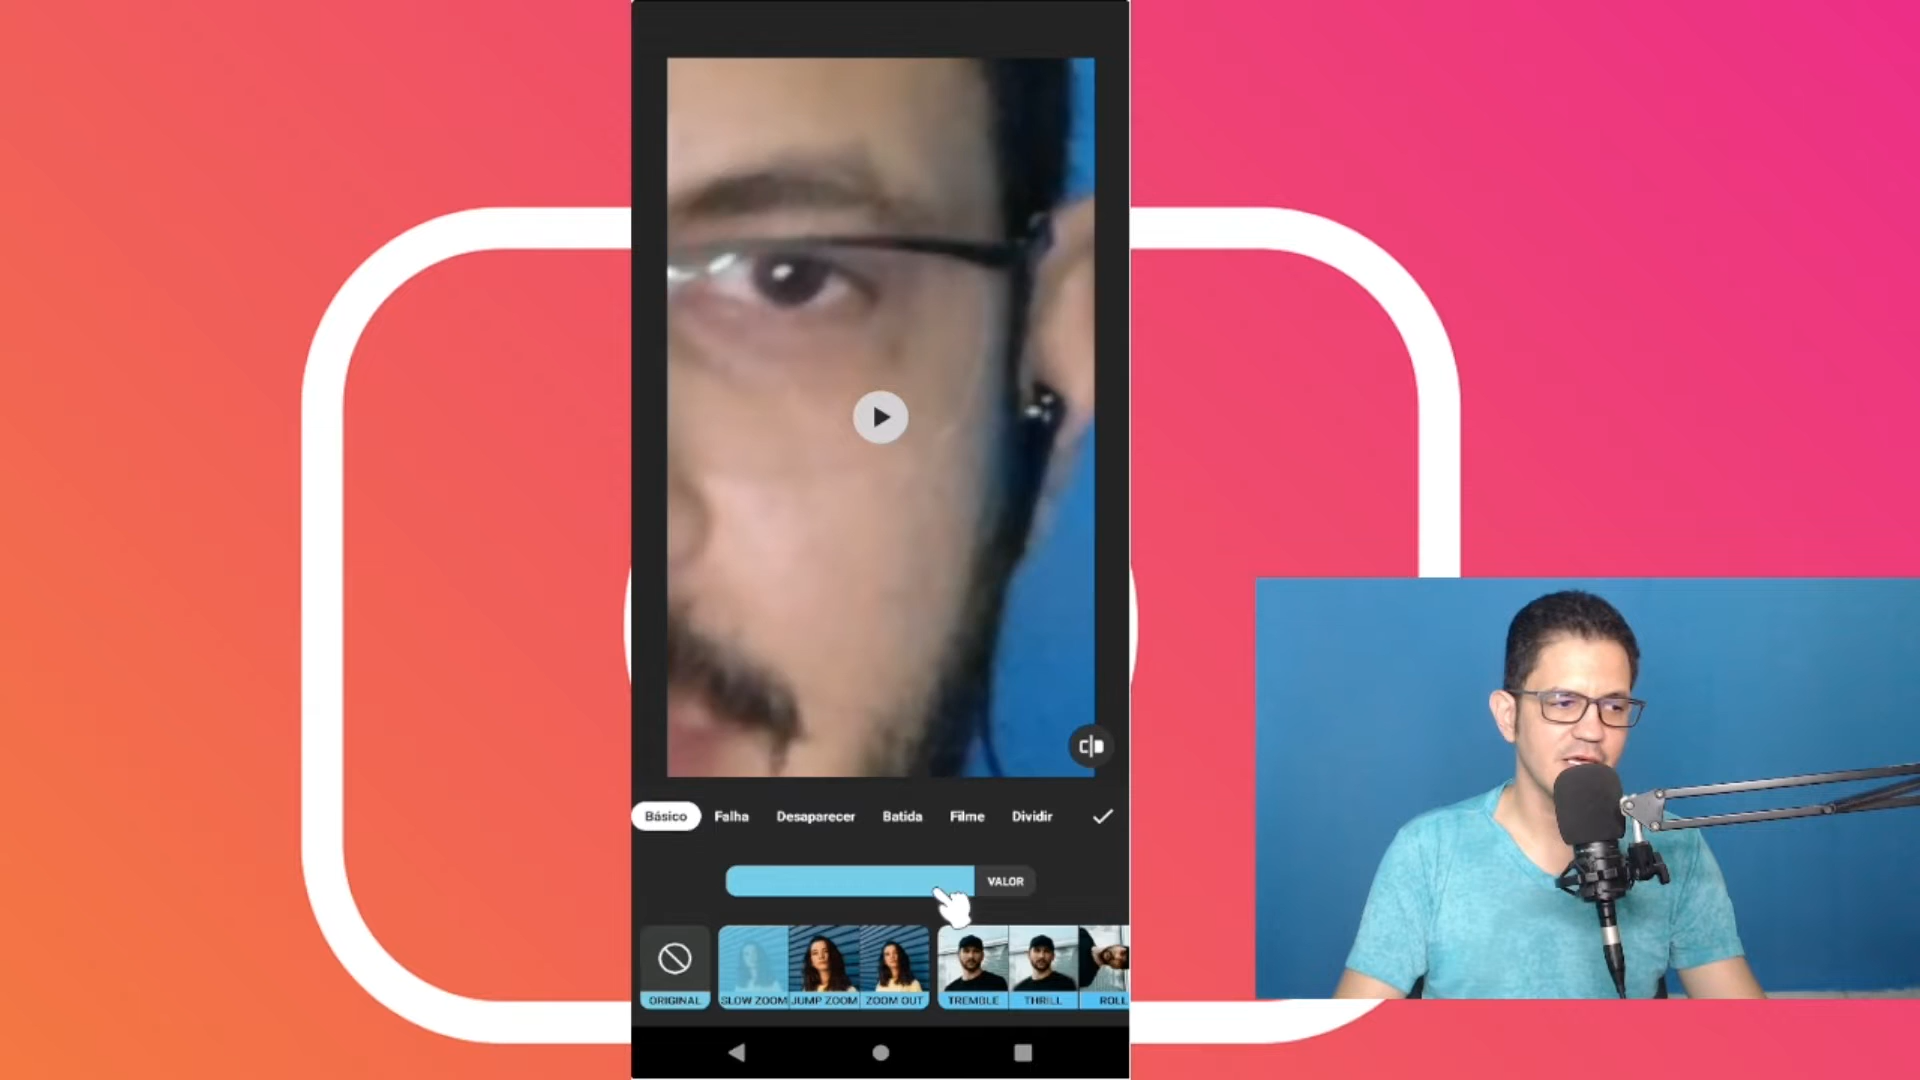 Básico Falha Desaparecer Batida Filme Dividir
VALOR
ORIGINAL SLOW ZOOM JUMP ZOOM ZOOM OUT TREMBLE THRILL ROLL